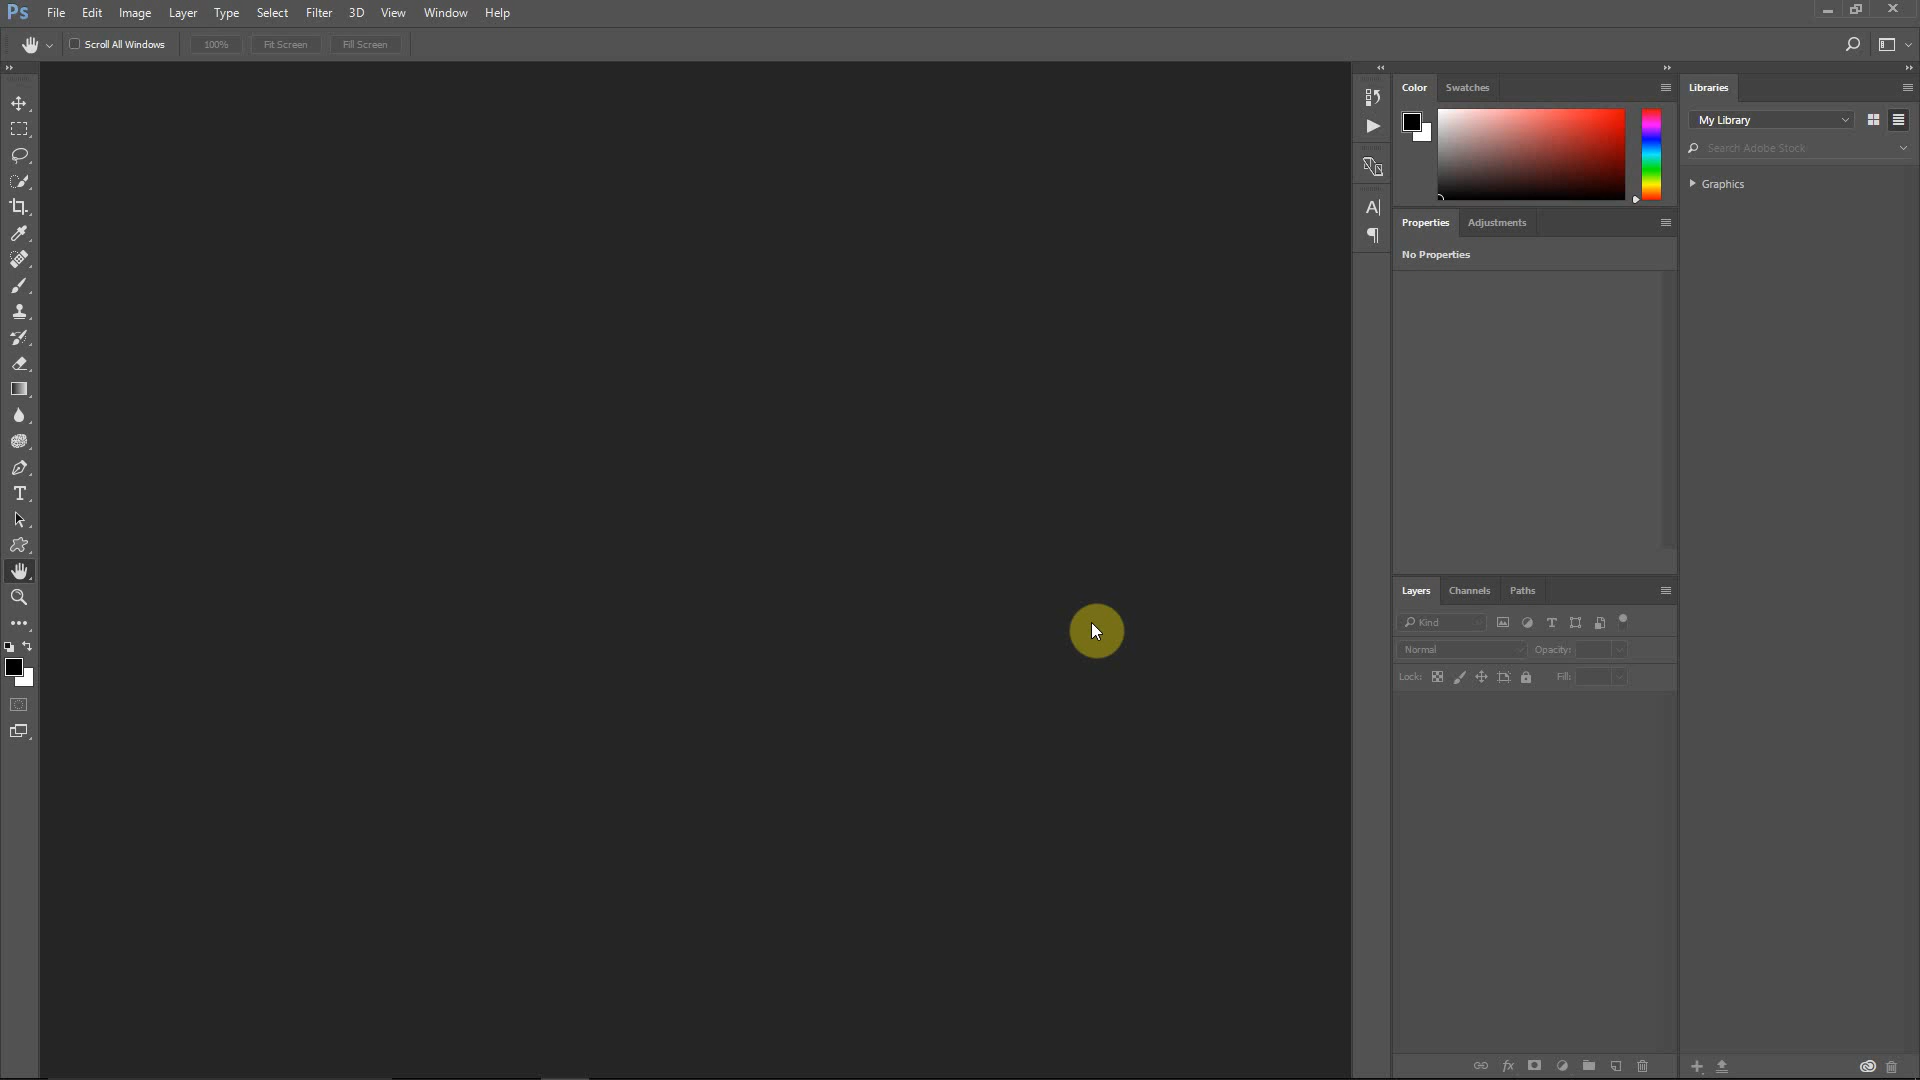 Ps File Edit Image Layer Type Select Filter 3D View Window Help
Scroll All Windows 100% Fit Screen Fill Screen
Color Swatches
Libraries
My Library
Search Adobe Stock
Graphics
Properties Adjustments
No Properties
Layers Channels Paths
Kind
Normal Opacity:
Lock: Fill: